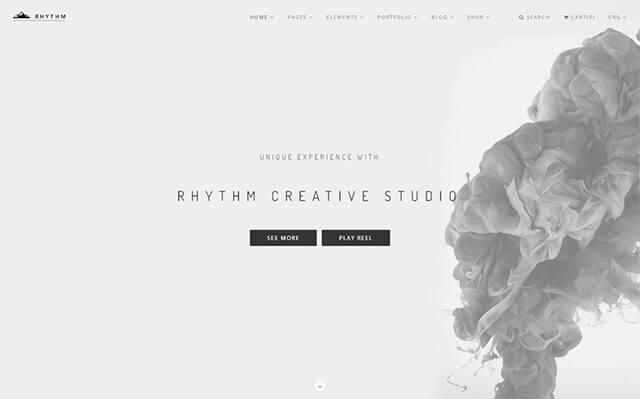 RHYTHM
HOME PAGES ELEMENTS PORTFOLIO BLOG SHOP SEARCH CART(0) ENG
UNIQUE EXPERIENCE WITH
RHYTHM CREATIVE STUDIO
SEE MORE PLAY REEL